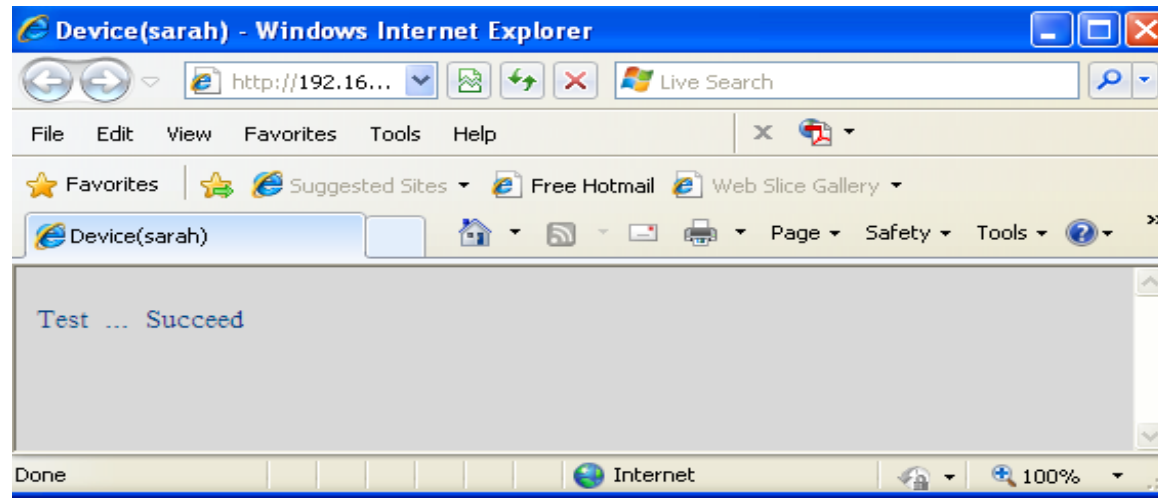 Device(sarah) - Windows Internet Explorer
http://192.16... Live Search
File Edit View Favorites Tools Help
Favorites Suggested Sites Free Hotmail Web Slice Gallery
Device(sarah) Page Safety Tools »
Test ... Succeed
Done Internet 100%